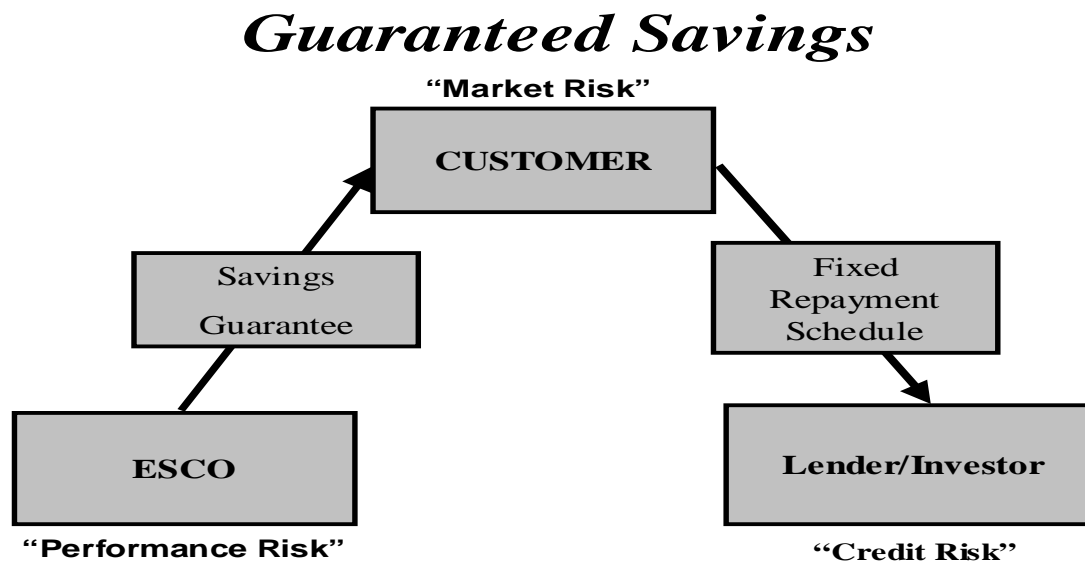 Guaranteed Savings
“Market Risk”
CUSTOMER
Savings
Guarantee
Fixed
Repayment
Schedule
ESCO
Lender/Investor
“Performance Risk”
“Credit Risk”